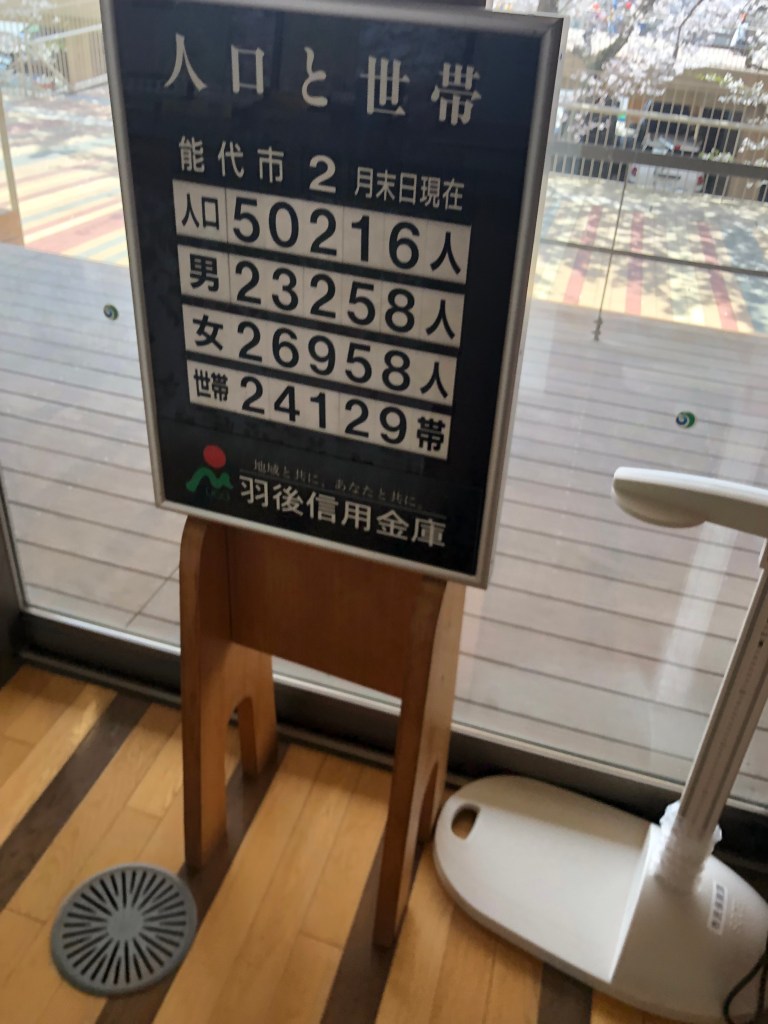 人口と世帯
能代市 2 月末日現在
人口 50216人
男 23258人
女 26958人
世帯 24129帯
地域と共に、あなたと共に。
羽後信用金庫